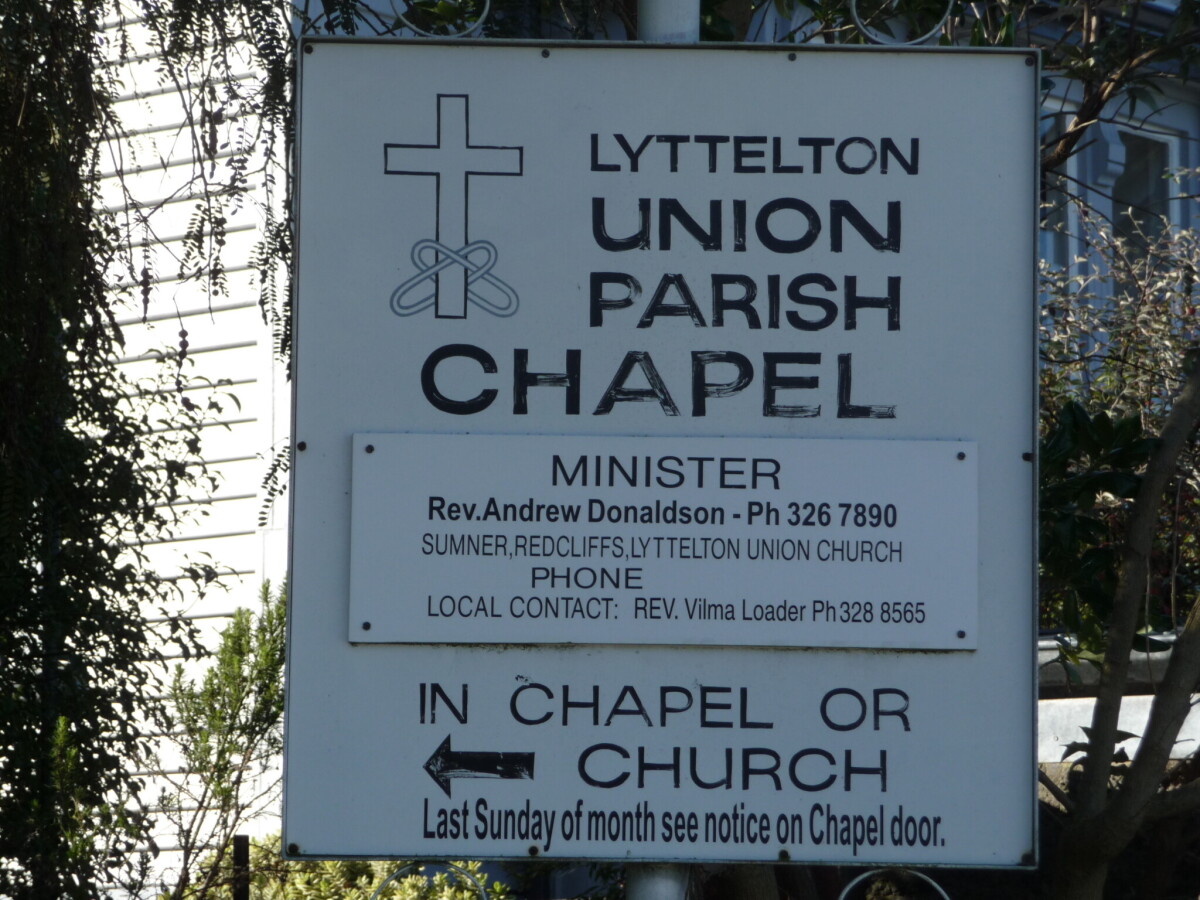 LYTTELTON
UNION
PARISH
CHAPEL
MINISTER
Rev.Andrew Donaldson - Ph 326 7890
SUMNER,REDCLIFFS,LYTTELTON UNION CHURCH
PHONE
LOCAL CONTACT: REV. Vilma Loader Ph 328 8565
IN CHAPEL OR
CHURCH
Last Sunday of month see notice on Chapel door.